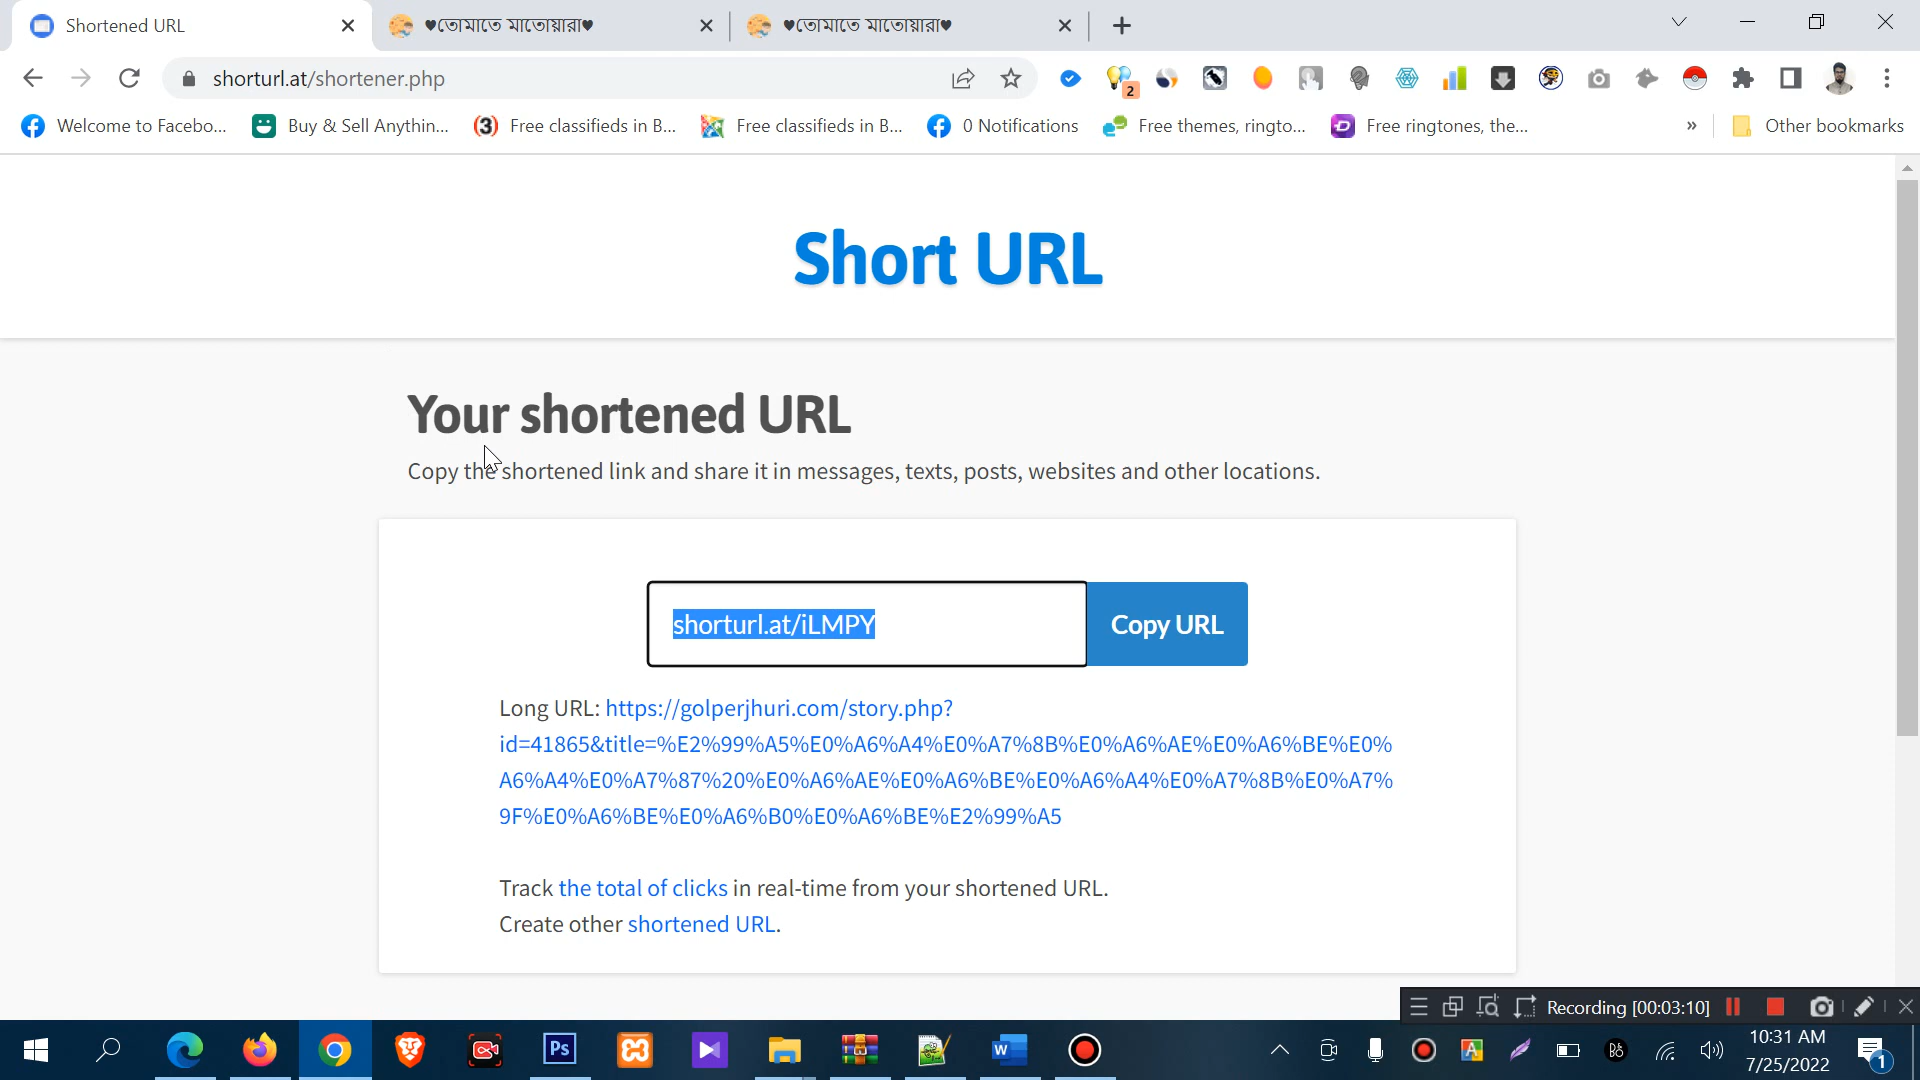 Shortened URL
♥তোমাতে মাতোয়ারা♥
♥তোমাতে মাতোয়ারা♥
shorturl.at/shortener.php
2
Welcome to Facebo...
Buy & Sell Anythin...
(3)
Free classifieds in B...
Free classifieds in B...
0 Notifications
Free themes, ringto...
Free ringtones, the...
»
Other bookmarks
Short URL
Your shortened URL
Copy the shortened link and share it in messages, texts, posts, websites and other locations.
shorturl.at/iLMPY
Copy URL
Long URL: https://golperjhuri.com/story.php?
id=41865&title=%E2%99%A5%E0%A6%A4%E0%A7%8B%E0%A6%AE%E0%A6%BE%E0%
A6%A4%E0%A7%87%20%E0%A6%AE%E0%A6%BE%E0%A6%A4%E0%A7%8B%E0%A7%
9F%E0%A6%BE%E0%A6%B0%E0%A6%BE%E2%99%A5
Track the total of clicks in real-time from your shortened URL.
Create other shortened URL.
Recording [00:03:10]
Ps
W
A
10:31 AM
7/25/2022
1